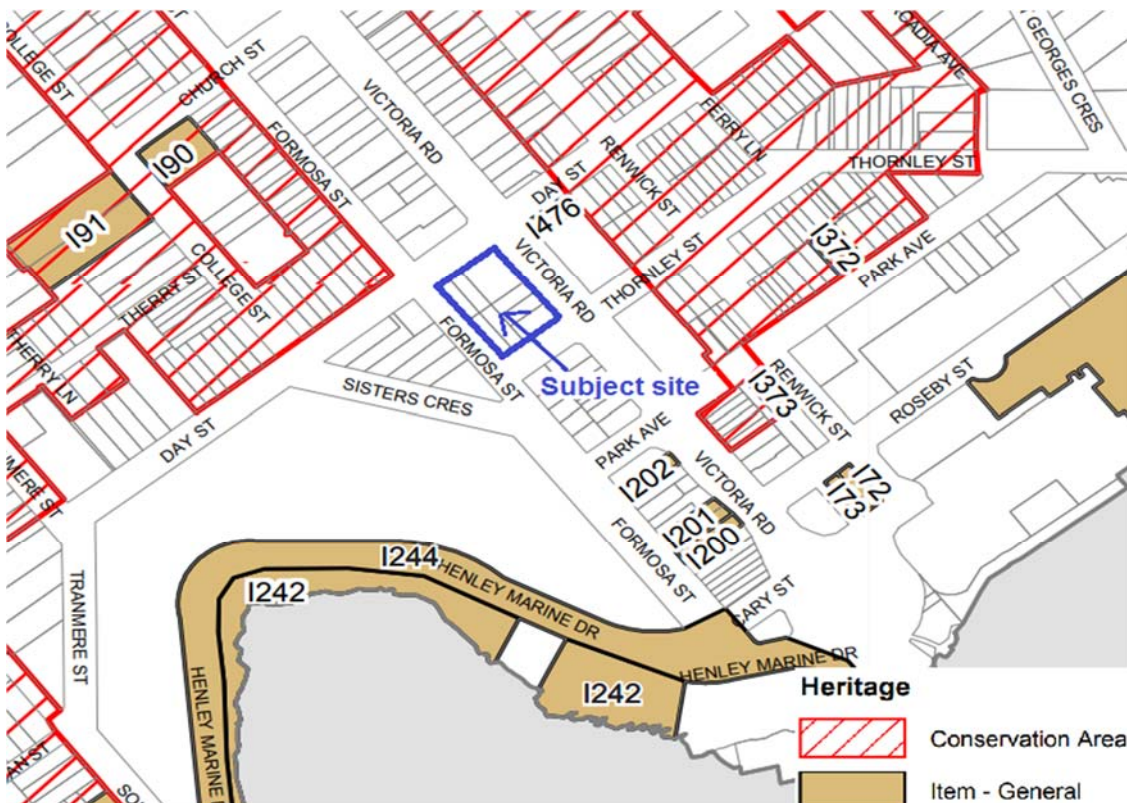 COLLEGE ST
CHURCH ST
VICTORIA RD
FORMOSA ST
I90
I91
FERRY LN
RENWICK ST
DAY ST
I476
THORNLEY ST
GEORGES CRES
VICTORIA RD
THORNLEY ST
I372
PARK AVE
COLLEGE ST
THERRY ST
THERRY LN
FORMOSA ST
Subject site
SISTERS CRES
DAY ST
I373
RENWICK ST
ROSEBY ST
PARK AVE
VICTORIA RD
I202
I201
I200
I72
I73
FORMOSA ST
CARY ST
TRANMERE ST
I244
I242
HENLEY MARINE DR
HENLEY MARINE DR
HENLEY MARINE
I242
Heritage
Conservation Area
Item - General